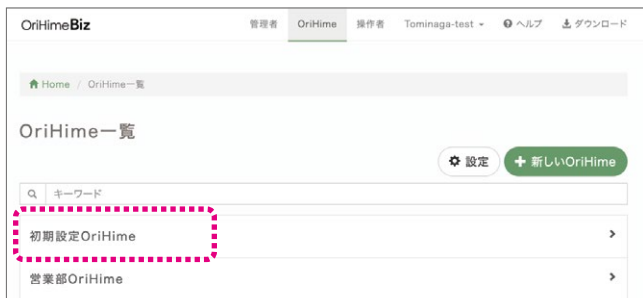 OriHimeBiz 管理者 OriHime 操作者 Tominaga-test ヘルプ ダウンロード
Home / OriHime一覧
OriHime一覧
設定 + 新しいOriHime
キーワード
初期設定OriHime
営業部OriHime